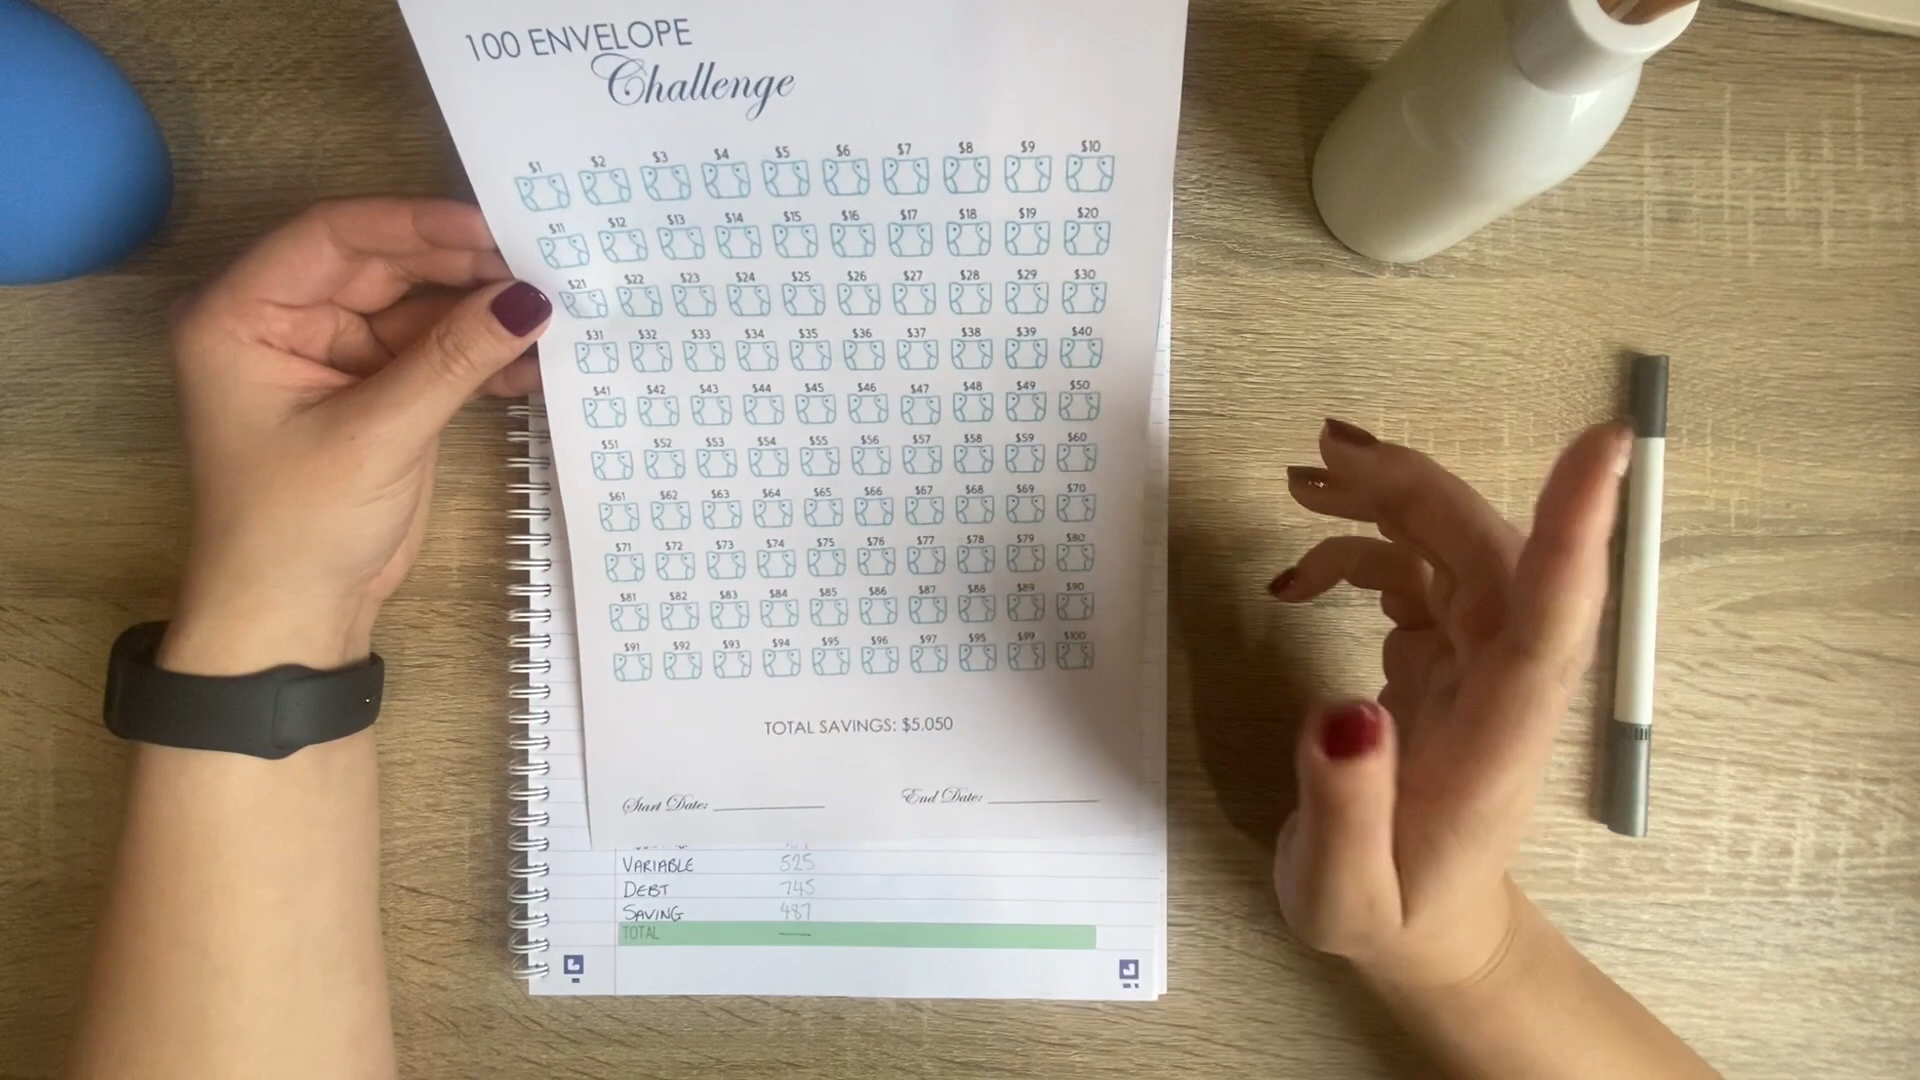 100 ENVELOPE
Challenge
$1 $2 $3 $4 $5 $6 $7 $8 $9 $10
$11 $12 $13 $14 $15 $16 $17 $18 $19 $20
$21 $22 $23 $24 $25 $26 $27 $28 $29 $30
$31 $32 $33 $34 $35 $36 $37 $38 $39 $40
$41 $42 $43 $44 $45 $46 $47 $48 $49 $50
$51 $52 $53 $54 $55 $56 $57 $58 $59 $60
$61 $62 $63 $64 $65 $66 $67 $68 $69 $70
$71 $72 $73 $74 $75 $76 $77 $78 $79 $80
$81 $82 $83 $84 $85 $86 $87 $88 $89 $90
$91 $92 $93 $94 $95 $96 $97 $95 $99 $100
TOTAL SAVINGS: $5.050
Start Date: End Date:
VARIABLE 525
DEBT 745
SAVING 487
TOTAL